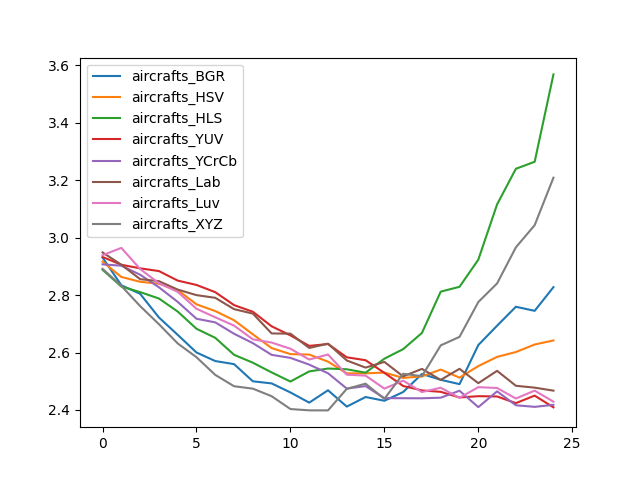 3.6
3.4
3.2
3.0
2.8
2.6
2.4
aircrafts_BGR
aircrafts_HSV
aircrafts_HLS
aircrafts_YUV
aircrafts_YCrCb
aircrafts_Lab
aircrafts_Luv
aircrafts_XYZ
0 5 10 15 20 25